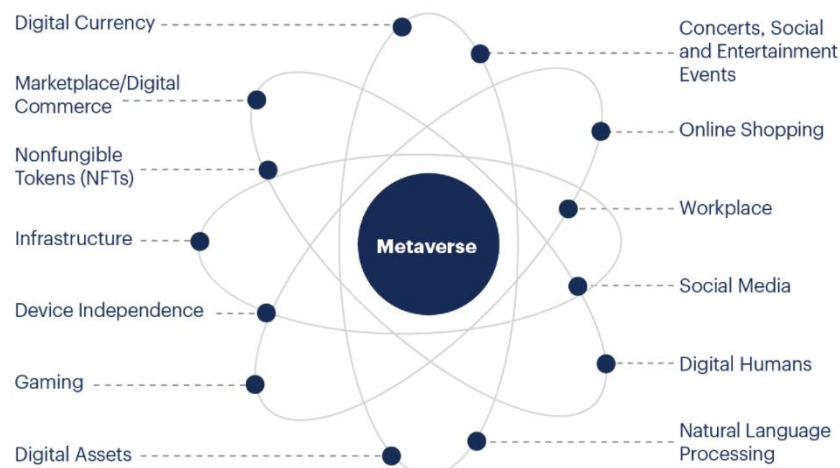 Digital Currency
Marketplace/Digital
Commerce
Nonfungible
Tokens (NFTs)
Infrastructure
Device Independence
Gaming
Digital Assets
Metaverse
Concerts, Social
and Entertainment
Events
Online Shopping
Workplace
Social Media
Digital Humans
Natural Language
Processing